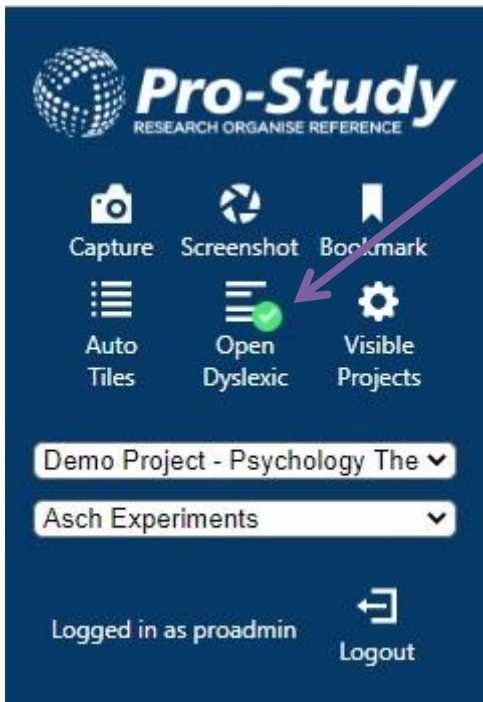 Pro-Study
RESEARCH ORGANISE REFERENCE
Capture Screenshot Bookmark
Auto Tiles
Open Dyslexic
Visible Projects
Demo Project - Psychology The
Asch Experiments
Logged in as proadmin
Logout